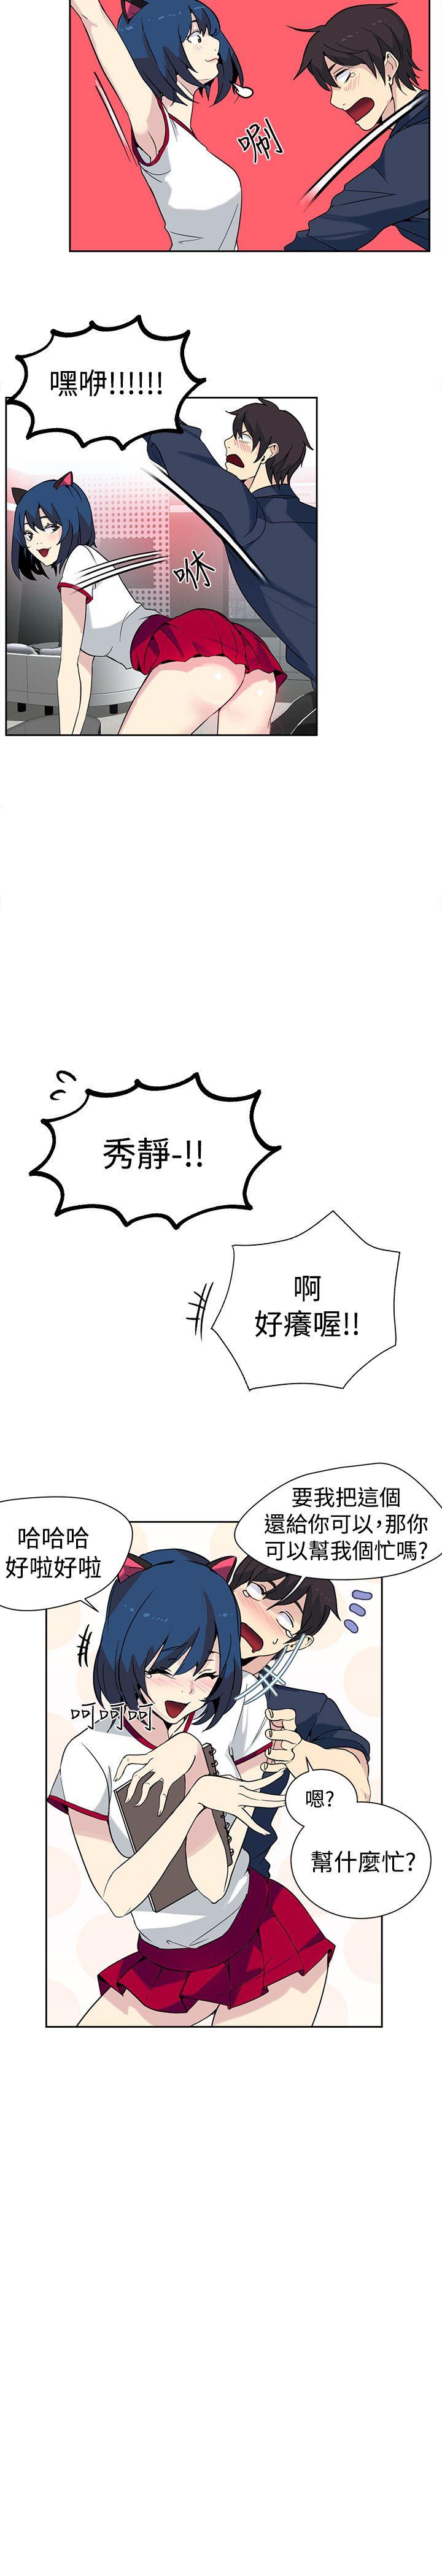 唰
嘿咿!!!!!!
咻
秀靜-!!
啊
好癢喔!!
要我把這個
還給你可以,那你
可以幫我個忙嗎?
哈哈哈
好啦好啦
呵呵呵
嗯?
幫什麼忙?